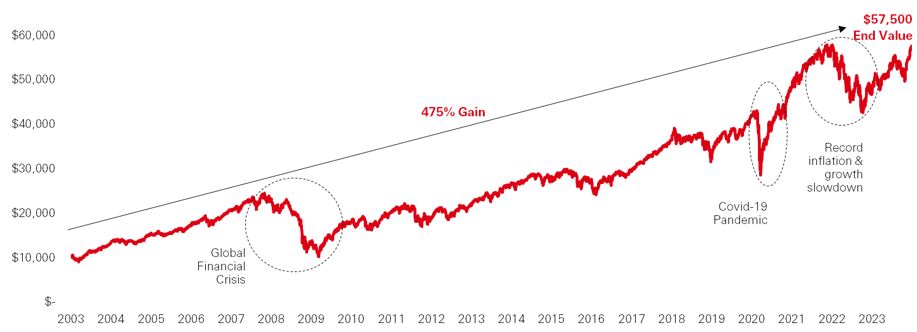 $57,500
End Value
$60,000
$50,000
475% Gain
$40,000
Record
inflation &
growth
slowdown
$30,000
Covid-19
Pandemic
$20,000
Global
Financial
Crisis
$10,000
$-
2003 2004 2005 2006 2007 2008 2009 2010 2011 2012 2013 2014 2015 2016 2017 2018 2019 2020 2021 2022 2023